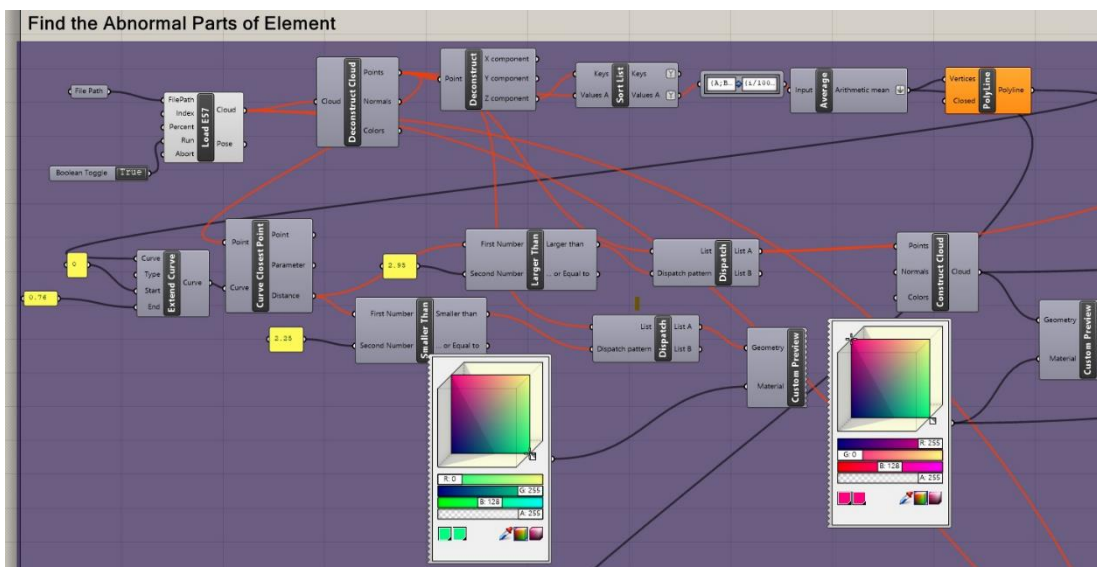 Find the Abnormal Parts of Element
File Path
FilePath
Index
Percent
Run
Abort
Load E57
Cloud
Pose
Boolean Toggle True
Cloud
Deconstruct Cloud
Points
Normals
Colors
Point
Deconstruct
X component
Y component
Z component
Keys
Values A
Sort List
Keys
Values A
Input
Average
Arithmetic mean
Vertices
Closed
PolyLine
Polyline
0
0.76
Curve
Type
Start
End
Extend Curve
Curve
Point
Curve
Curve Closest Point
Point
Parameter
Distance
2.95
First Number
Second Number
Larger Than
Larger than
... or Equal to
2.25
First Number
Second Number
Smaller Than
Smaller than
... or Equal to
List
Dispatch pattern
Dispatch
List A
List B
List
Dispatch pattern
Dispatch
List A
List B
Geometry
Material
Custom Preview
Points
Normals
Colors
Construct Cloud
Cloud
Geometry
Material
Custom Preview
R: 0
G: 255
B: 128
A: 255
R: 255
G: 0
B: 128
A: 255